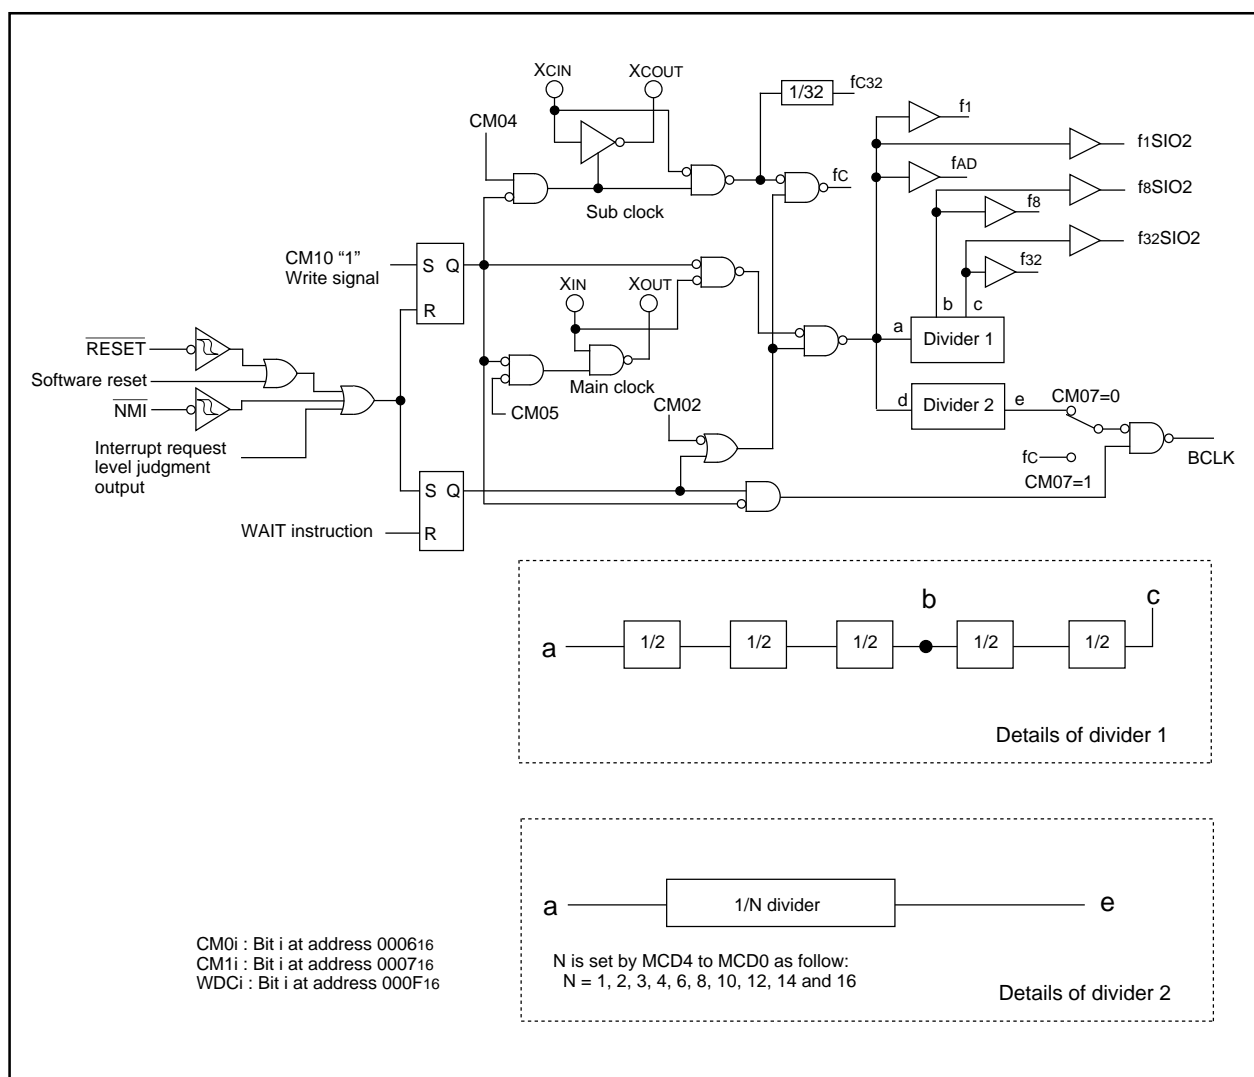 XCIN
XCOUT
1/32
fC32
f1
CM04
f1SIO2
fAD
fC
f8SIO2
Sub clock
f8
CM10 “1”
Write signal
S Q
R
f32SIO2
XIN
XOUT
f32
b c
a
Divider 1
RESET
Software reset
NMI
Main clock
CM05
CM02
d
Divider 2
e
CM07=0
Interrupt request
level judgment
output
fC
CM07=1
BCLK
S Q
R
WAIT instruction
a
1/2
1/2
1/2
b
1/2
1/2
c
Details of divider 1
a
1/N divider
e
N is set by MCD4 to MCD0 as follow:
N = 1, 2, 3, 4, 6, 8, 10, 12, 14 and 16
Details of divider 2
CM0i : Bit i at address 000616
CM1i : Bit i at address 000716
WDCi : Bit i at address 000F16